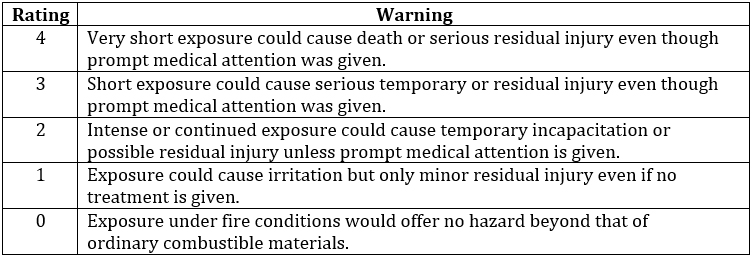 Rating Warning
4 Very short exposure could cause death or serious residual injury even though
prompt medical attention was given.
3 Short exposure could cause serious temporary or residual injury even though
prompt medical attention was given.
2 Intense or continued exposure could cause temporary incapacitation or
possible residual injury unless prompt medical attention is given.
1 Exposure could cause irritation but only minor residual injury even if no
treatment is given.
0 Exposure under fire conditions would offer no hazard beyond that of
ordinary combustible materials.